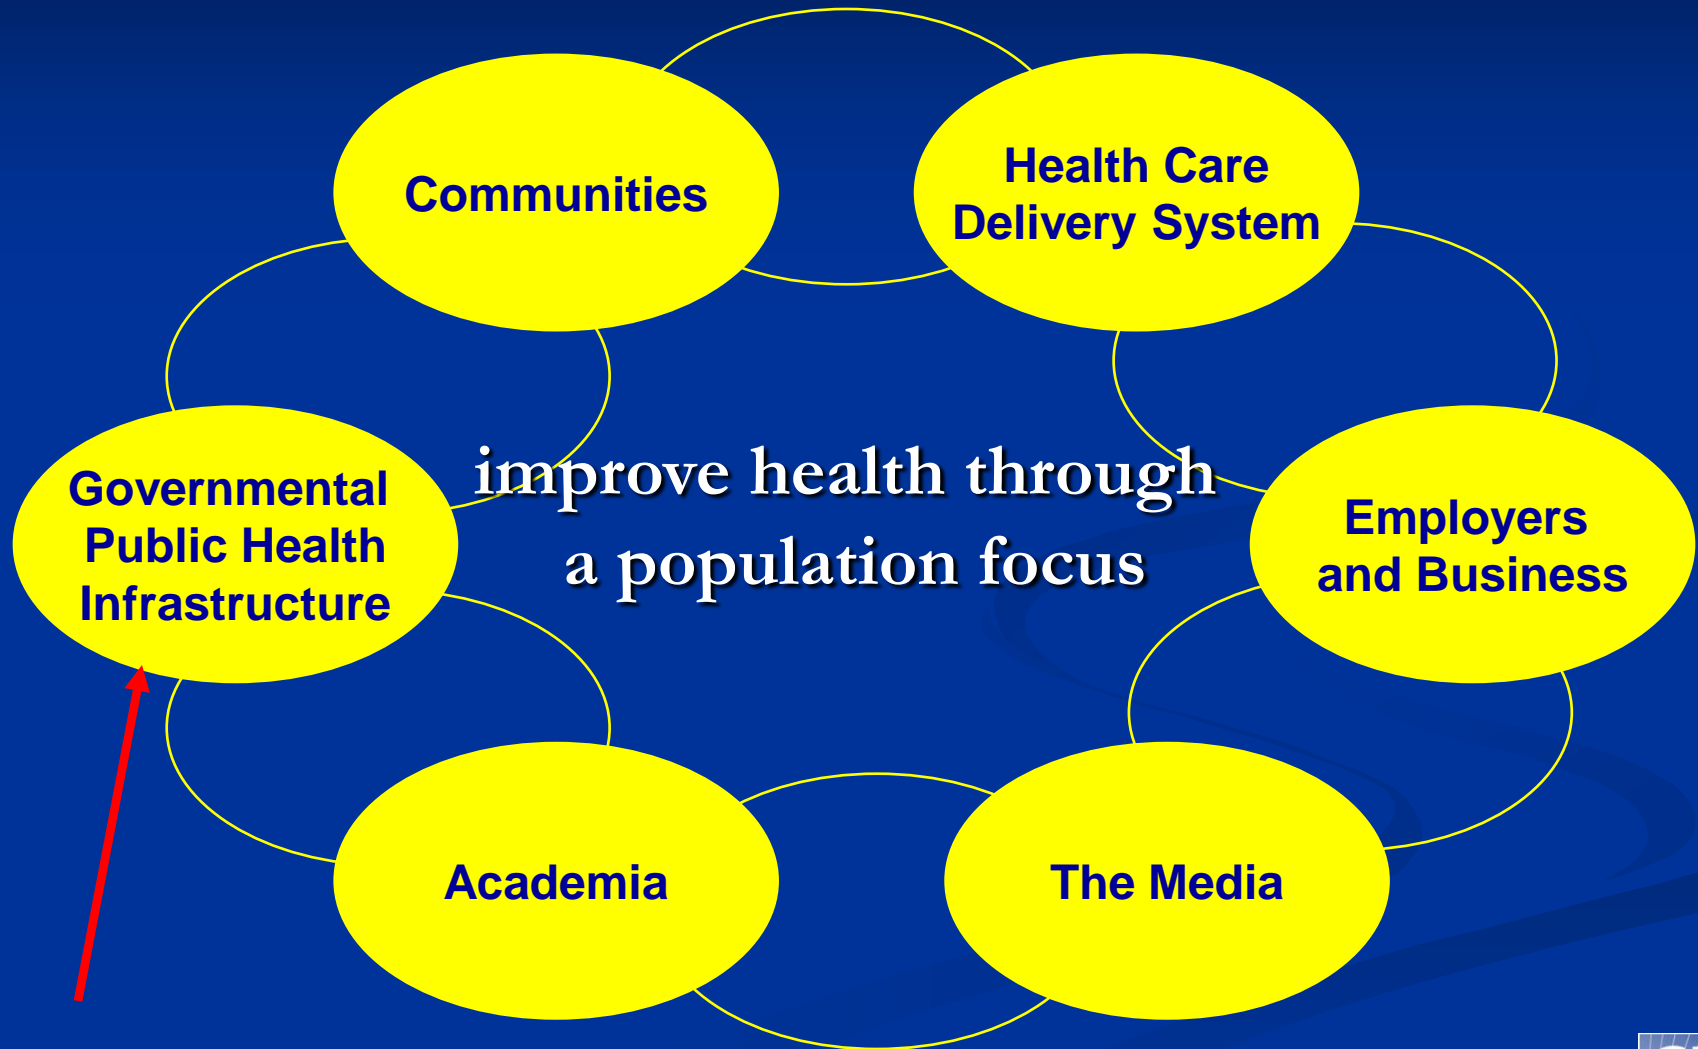 Communities
Health Care
Delivery System
improve health through
a population focus
Governmental
Public Health
Infrastructure
Employers
and Business
Academia
The Media